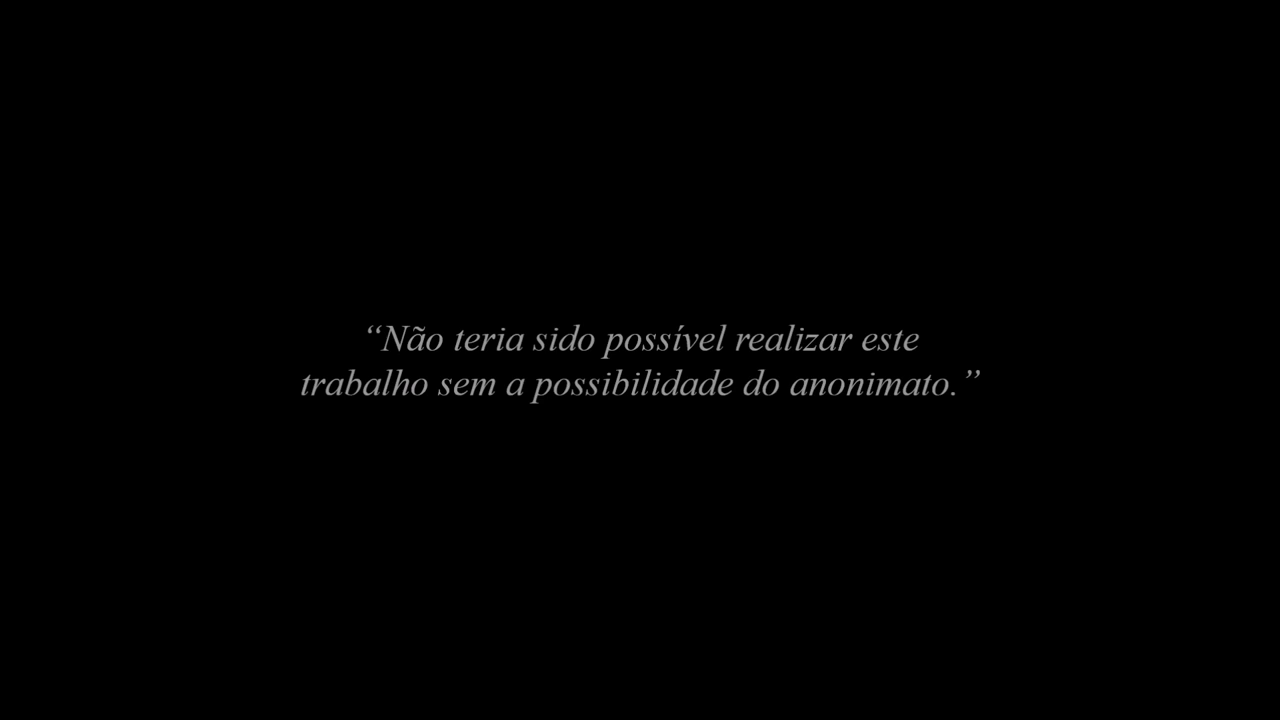 “Não teria sido possível realizar este
trabalho sem a possibilidade do anonimato.”